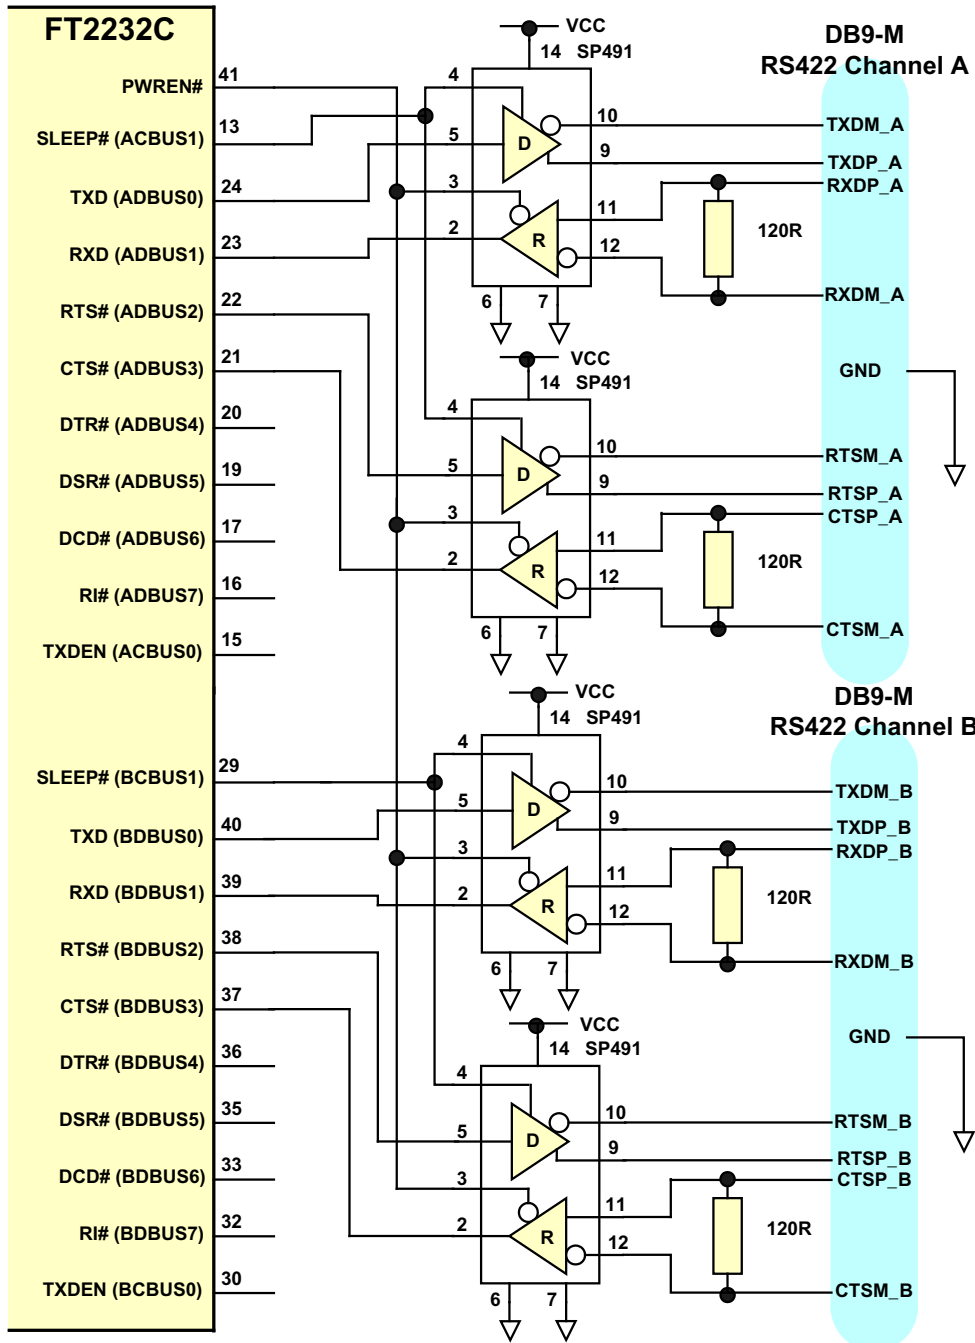 FT2232C
PWREN# 41
SLEEP# (ACBUS1) 13
TXD (ADBUS0) 24
RXD (ADBUS1) 23
RTS# (ADBUS2) 22
CTS# (ADBUS3) 21
DTR# (ADBUS4) 20
DSR# (ADBUS5) 19
DCD# (ADBUS6) 17
RI# (ADBUS7) 16
TXDEN (ACBUS0) 15
SLEEP# (BCBUS1) 29
TXD (BDBUS0) 40
RXD (BDBUS1) 39
RTS# (BDBUS2) 38
CTS# (BDBUS3) 37
DTR# (BDBUS4) 36
DSR# (BDBUS5) 35
DCD# (BDBUS6) 33
RI# (BDBUS7) 32
TXDEN (BCBUS0) 30
VCC
14 SP491
4
5 D 10
9
3
11
2 R 12
6 7
VCC
14 SP491
4
5 D 10
9
3
11
2 R 12
6 7
VCC
14 SP491
4
5 D 10
9
3
11
2 R 12
6 7
VCC
14 SP491
4
5 D 10
9
3
11
2 R 12
6 7
DB9-M
RS422 Channel A
TXDM_A
TXDP_A
RXDP_A
120R
RXDM_A
GND
RTSM_A
RTSP_A
CTSP_A
120R
CTSM_A
DB9-M
RS422 Channel B
TXDM_B
TXDP_B
RXDP_B
120R
RXDM_B
GND
RTSM_B
RTSP_B
CTSP_B
120R
CTSM_B